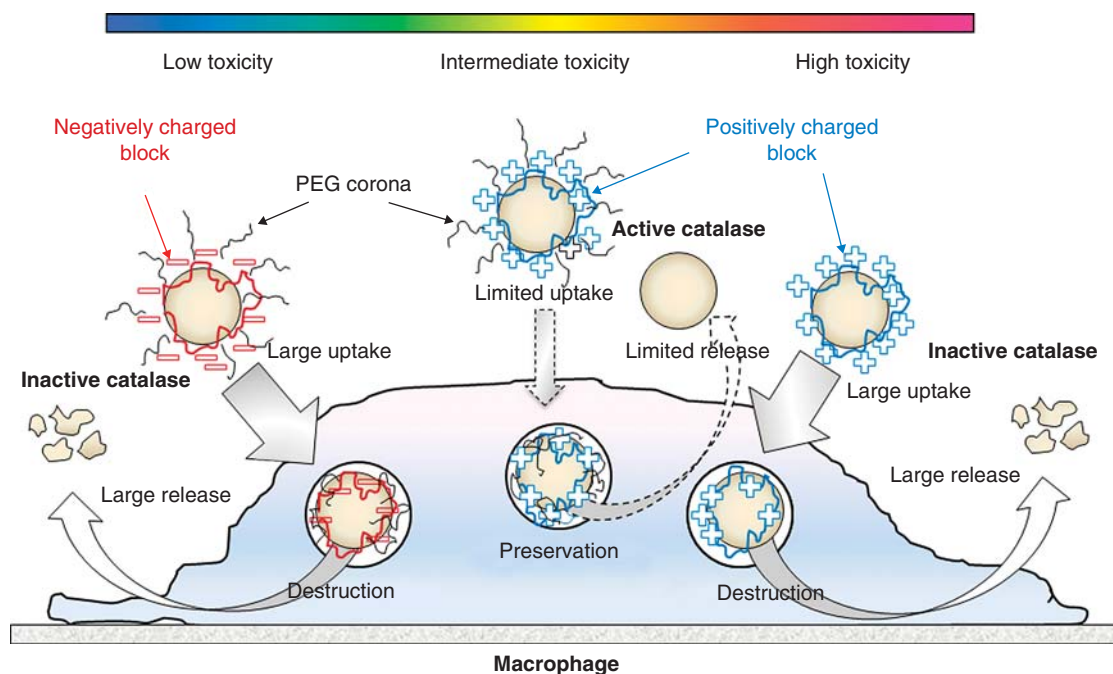 Low toxicity
Intermediate toxicity
High toxicity
Negatively charged
block
Positively charged
block
PEG corona
Active catalase
Limited uptake
Limited release
Large uptake
Inactive catalase
Inactive catalase
Large uptake
Large release
Large release
Preservation
Destruction
Destruction
Macrophage